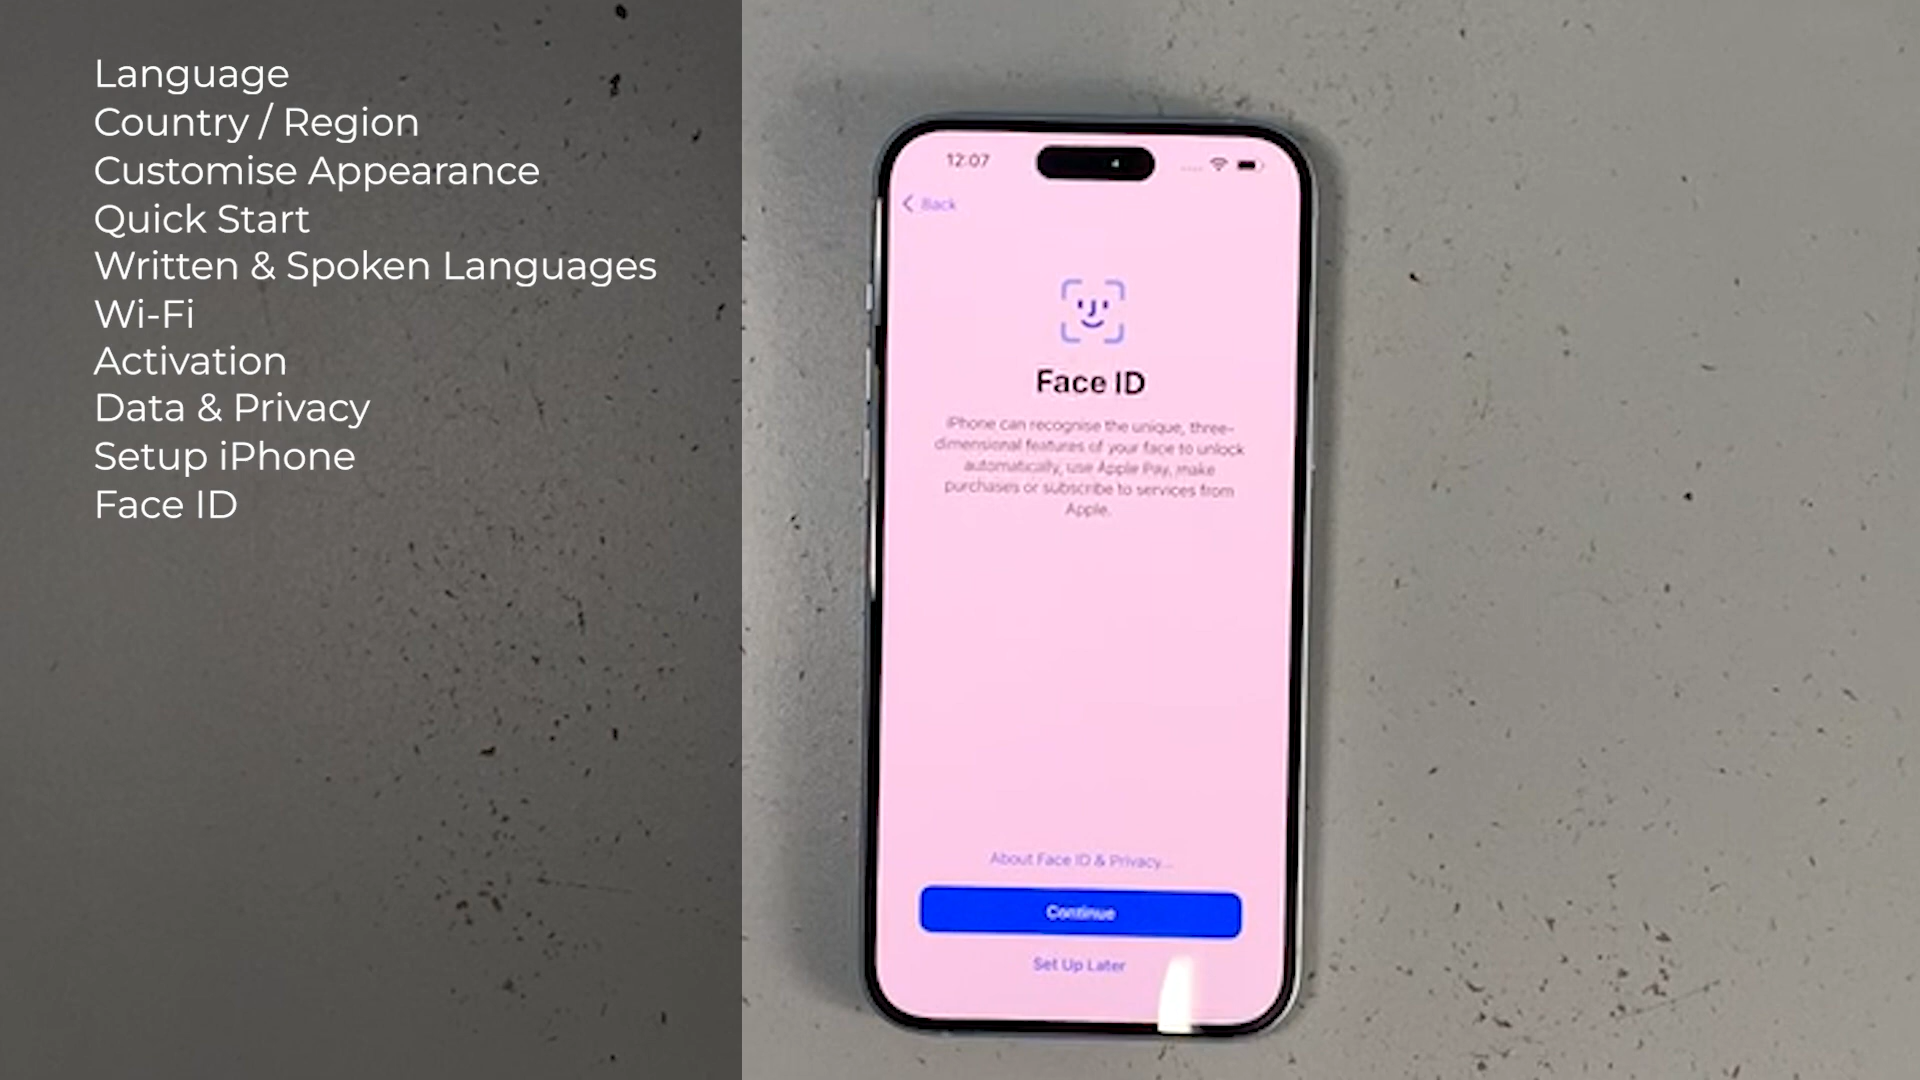 Language
Country / Region
Customise Appearance
Quick Start
Written & Spoken Languages
Wi-Fi
Activation
Data & Privacy
Setup iPhone
Face ID
12.07
Back
Face ID
iPhone can recognise the unique, three-
dimensional features of your face to unlock
automatically, use Apple Pay, make
purchases or subscribe to services from
Apple.
About Face ID & Privacy...
Continue
Set Up Later